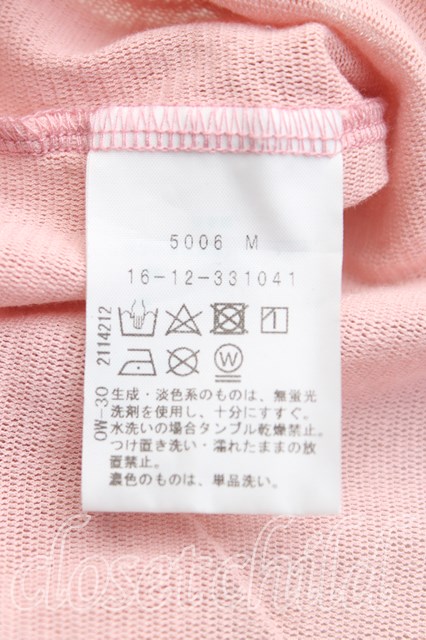 5006 M
16-12-331041
W
0W-30 2114212
生成・淡色系のものは、無蛍光
洗剤を使用し、十分にすすぐ。
水洗いの場合タンブル乾燥禁止。
つけ置き洗い・濡れたままの放
置禁止。
濃色のものは、単品洗い。
closet child